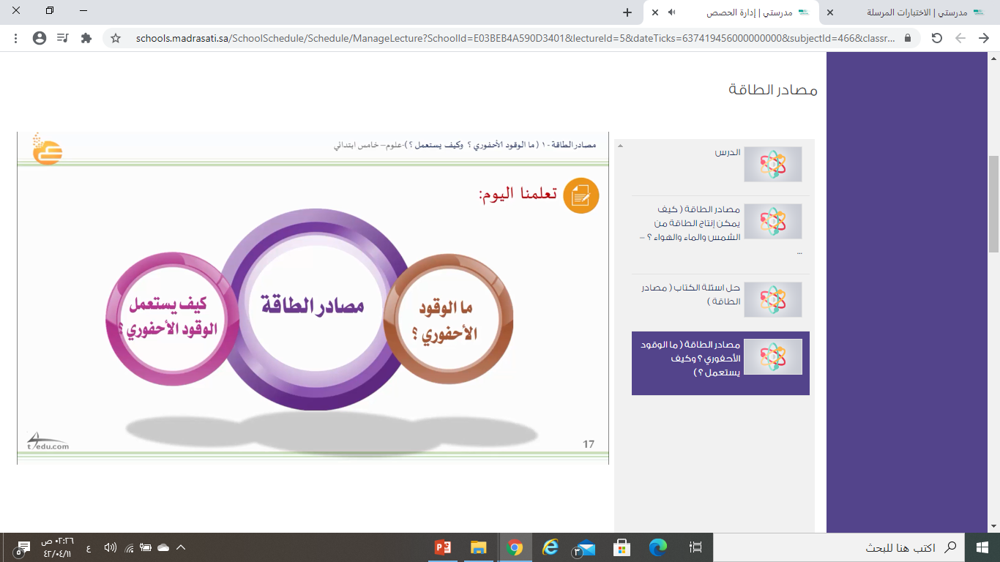 مدرستي | الاختبارات المرسلة
مدرستي | إدارة الحصص
schools.madrasati.sa/SchoolSchedule/Schedule/ManageLecture?SchoolId=E03BEB4A590D3401&lectureId=5&dateTicks=637419456000000000&subjectId=466&classr...
مصادر الطاقة
الدرس
مصادر الطاقة ( كيف
يمكن إنتاج الطاقة من
الشمس والماء والهواء ؟ –
...
حل اسئلة الكتاب ( مصادر
الطاقة )
مصادر الطاقة ( ما الوقود
الأحفوري ؟ وكيف
يستعمل ؟ )
مصادر الطاقة - ١ ( ما الوقود الأحفوري ؟ وكيف يستعمل ؟ )-علوم– خامس ابتدائي
تعلمنا اليوم:
ما الوقود
الأحفوري ؟
مصادر الطاقة
كيف يستعمل
الوقود الأحفوري ؟
17
t4edu.com
اكتب هنا للبحث
٣
ع
٠٢:٢٦ ص
٤٢/٠٤/١١
٥